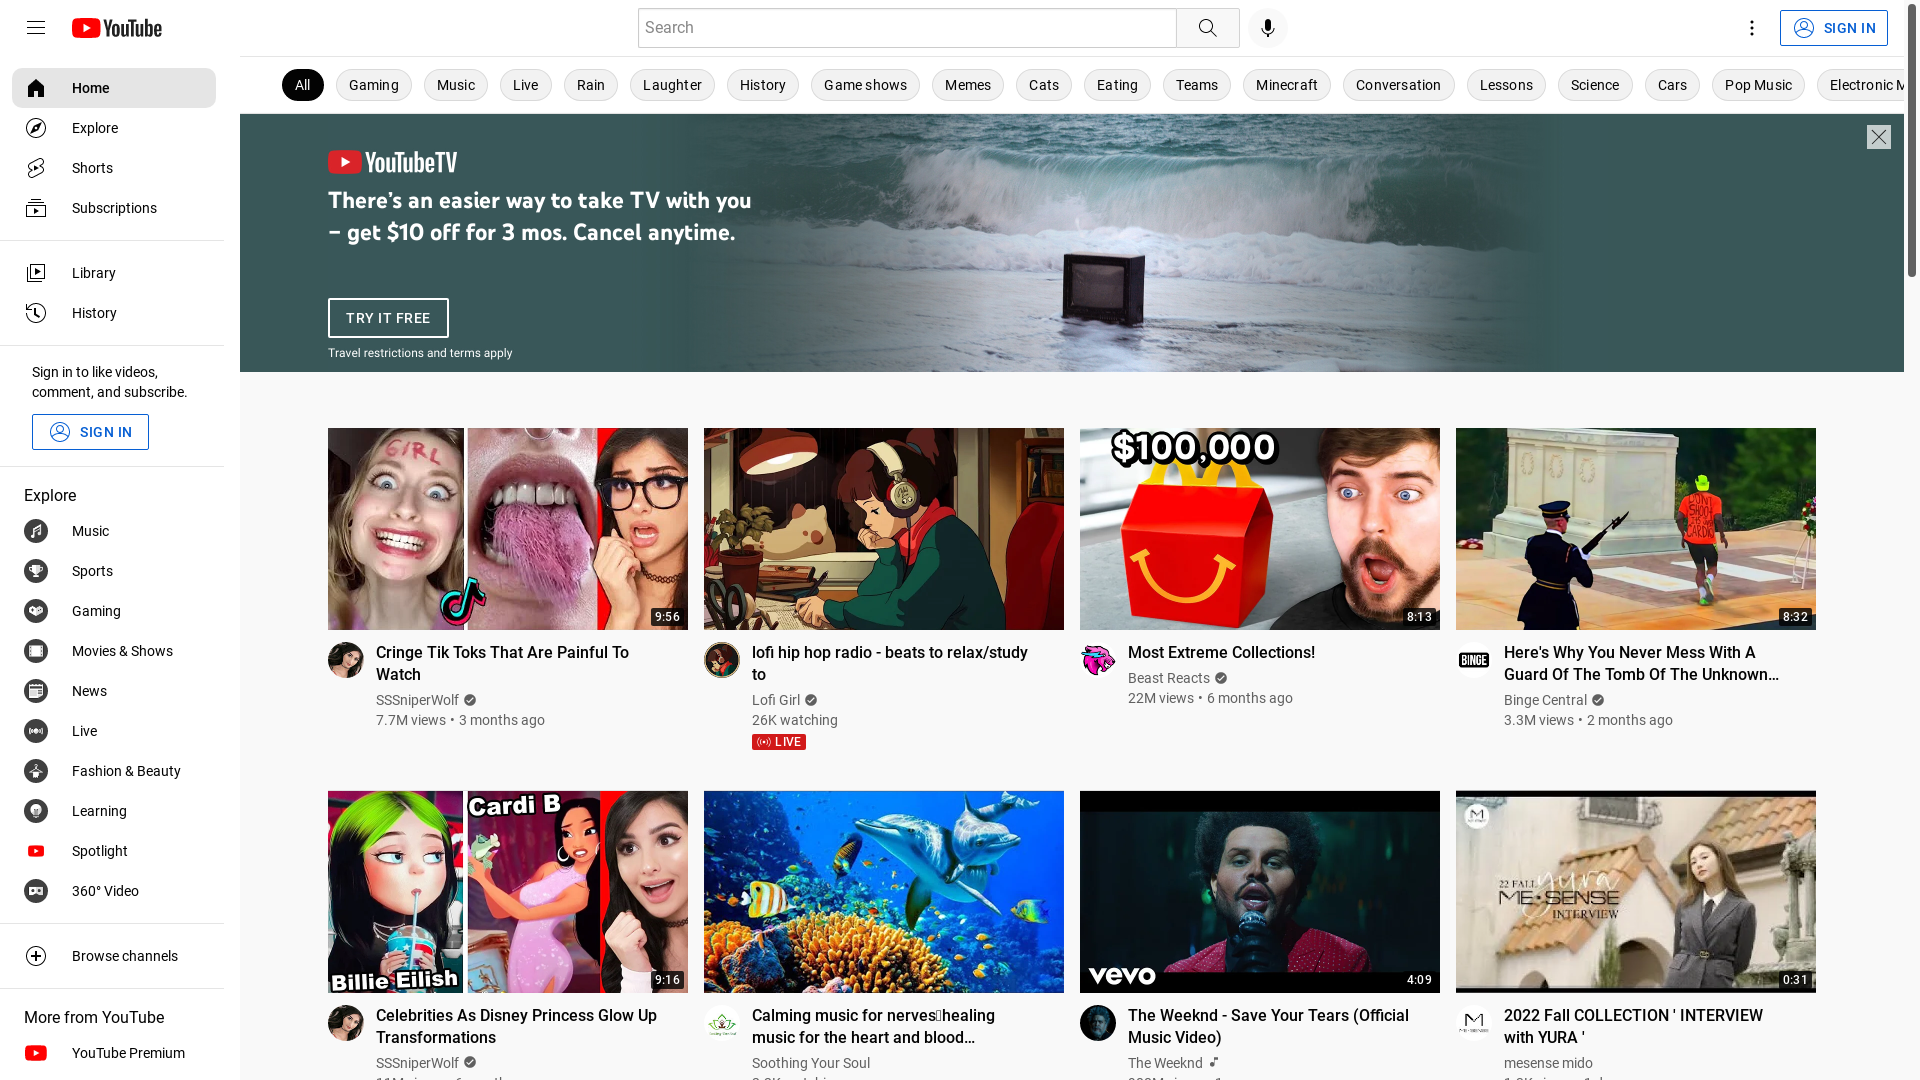 YouTube
Search
SIGN IN
Home
Explore
Shorts
Subscriptions
Library
History
Sign in to like videos,
comment, and subscribe.
SIGN IN
Explore
Music
Sports
Gaming
Movies & Shows
News
Live
Fashion & Beauty
Learning
Spotlight
360° Video
Browse channels
More from YouTube
YouTube Premium
All Gaming Music Live Rain Laughter History Game shows Memes Cats Eating Teams Minecraft Conversation Lessons Science Cars Pop Music Electronic M
YouTubeTV
There's an easier way to take TV with you
– get $10 off for 3 mos. Cancel anytime.
TRY IT FREE
Travel restrictions and terms apply
GIRL
9:56
Cringe Tik Toks That Are Painful To
Watch
SSSniperWolf
7.7M views • 3 months ago
lofi hip hop radio - beats to relax/study
to
Lofi Girl
26K watching
LIVE
$100,000
8:13
Most Extreme Collections!
Beast Reacts
22M views • 6 months ago
8:32
BINGE
Here's Why You Never Mess With A
Guard Of The Tomb Of The Unknown...
Binge Central
3.3M views • 2 months ago
Cardi B
Billie Eilish
9:16
Celebrities As Disney Princess Glow Up
Transformations
SSSniperWolf
Calming music for nerves healing
music for the heart and blood...
Soothing Your Soul
vevo
4:09
The Weeknd - Save Your Tears (Official
Music Video)
The Weeknd
22 FALL
yura
ME·SENSE
INTERVIEW
0:31
2022 Fall COLLECTION ' INTERVIEW
with YURA '
mesense mido